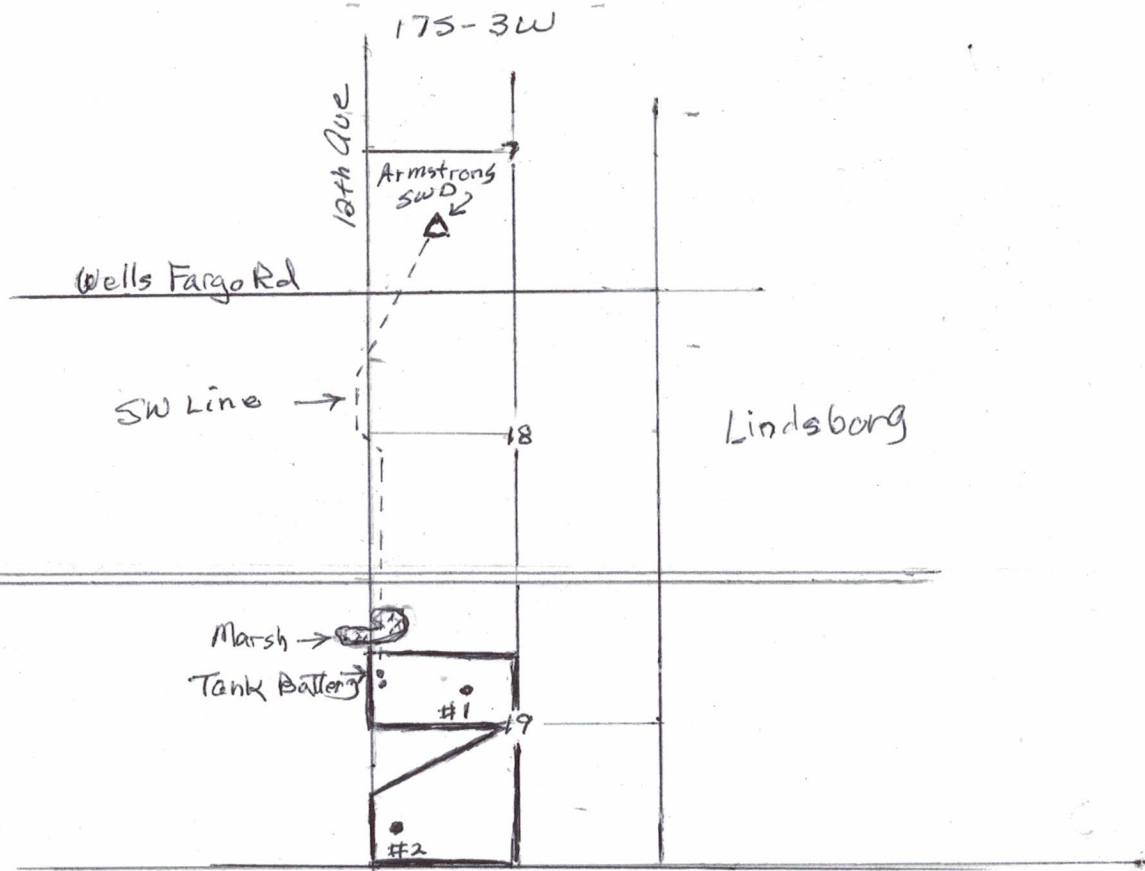 17S-3W
12th Ave
7
Armstrong
SWD
Wells Fargo Rd
SW Line
18
Lindsborg
Marsh
Tank Battery
#1
19
#2